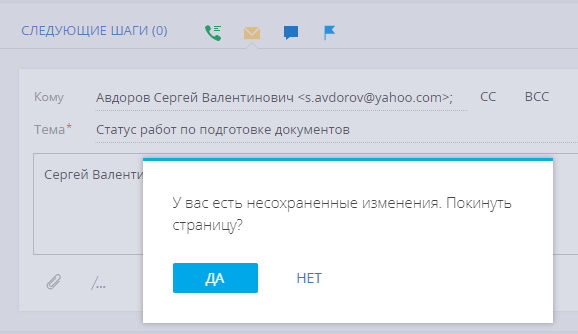 СЛЕДУЮЩИЕ ШАГИ (0)
Кому Авдоров Сергей Валентинович <s.avdorov@yahoo.com>; CC BCC
Тема* Статус работ по подготовке документов
Сергей Валенти
У вас есть несохраненные изменения. Покинуть
страницу?
ДА НЕТ
/...